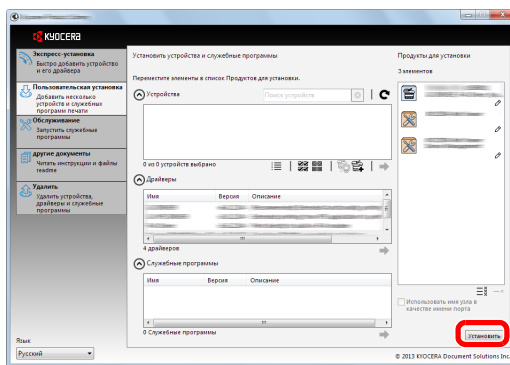 KYOCERA
Экспресс-установка
Быстро добавить устройство
и его драйвера
Пользовательская установка
Добавить несколько
устройств и служебных
программ печати
Обслуживание
Запустить служебные
программы
Другие документы
Читать инструкции и файлы
readme
Удалить
Удалить устройства,
драйверы и служебные
программы
Язык
Русский
Установить устройства и служебные программы
Переместите элементы в список Продуктов для установки.
Устройства
Поиск устройств
0 из 0 устройств выбрано
Драйверы
Имя Версия Описание
4 драйверов
Служебные программы
Имя Версия Описание
0 Служебные программы
Продукты для установки
3 элементов
Использовать имя узла в
качестве имени порта
Установить
© 2013 KYOCERA Document Solutions Inc.